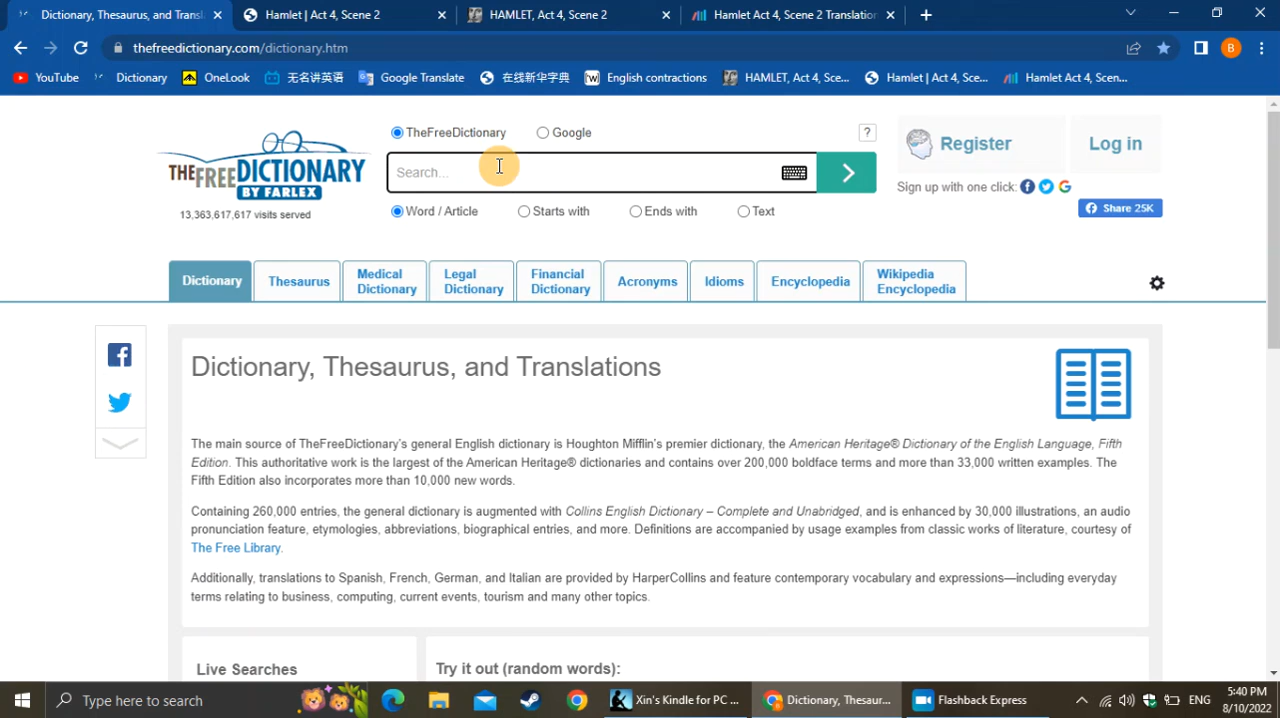 Dictionary, Thesaurus, and Transl
Hamlet | Act 4, Scene 2
HAMLET, Act 4, Scene 2
Hamlet Act 4, Scene 2 Translation
thefreedictionary.com/dictionary.htm
B
YouTube
Dictionary
OneLook
无名讲英语
Google Translate
在线新华字典
English contractions
HAMLET, Act 4, Sce...
Hamlet | Act 4, Sce...
Hamlet Act 4, Scen...
TheFreeDictionary
Google
?
Register
Log in
THE FREE DICTIONARY
BY FARLEX
Search...
Sign up with one click:
13,363,617,617 visits served
Word / Article
Starts with
Ends with
Text
Share 25K
Dictionary
Thesaurus
Medical Dictionary
Legal Dictionary
Financial Dictionary
Acronyms
Idioms
Encyclopedia
Wikipedia Encyclopedia
Dictionary, Thesaurus, and Translations
The main source of TheFreeDictionary's general English dictionary is Houghton Mifflin's premier dictionary, the American Heritage® Dictionary of the English Language, Fifth
Edition. This authoritative work is the largest of the American Heritage® dictionaries and contains over 200,000 boldface terms and more than 33,000 written examples. The
Fifth Edition also incorporates more than 10,000 new words.
Containing 260,000 entries, the general dictionary is augmented with Collins English Dictionary – Complete and Unabridged, and is enhanced by 30,000 illustrations, an audio
pronunciation feature, etymologies, abbreviations, biographical entries, and more. Definitions are accompanied by usage examples from classic works of literature, courtesy of
The Free Library.
Additionally, translations to Spanish, French, German, and Italian are provided by HarperCollins and feature contemporary vocabulary and expressions—including everyday
terms relating to business, computing, current events, tourism and many other topics.
Live Searches
Try it out (random words):
Type here to search
Xin's Kindle for PC ...
Dictionary, Thesaur...
Flashback Express
ENG
5:40 PM
8/10/2022